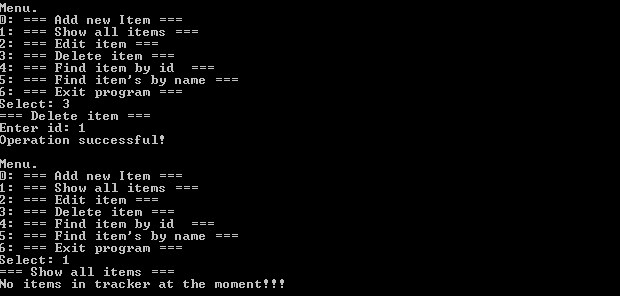 Menu.
0: === Add new Item ===
1: === Show all items ===
2: === Edit item ===
3: === Delete item ===
4: === Find item by id  ===
5: === Find item's by name ===
6: === Exit program ===
Select: 3
=== Delete item ===
Enter id: 1
Operation successful!
Menu.
0: === Add new Item ===
1: === Show all items ===
2: === Edit item ===
3: === Delete item ===
4: === Find item by id  ===
5: === Find item's by name ===
6: === Exit program ===
Select: 1
=== Show all items ===
No items in tracker at the moment!!!